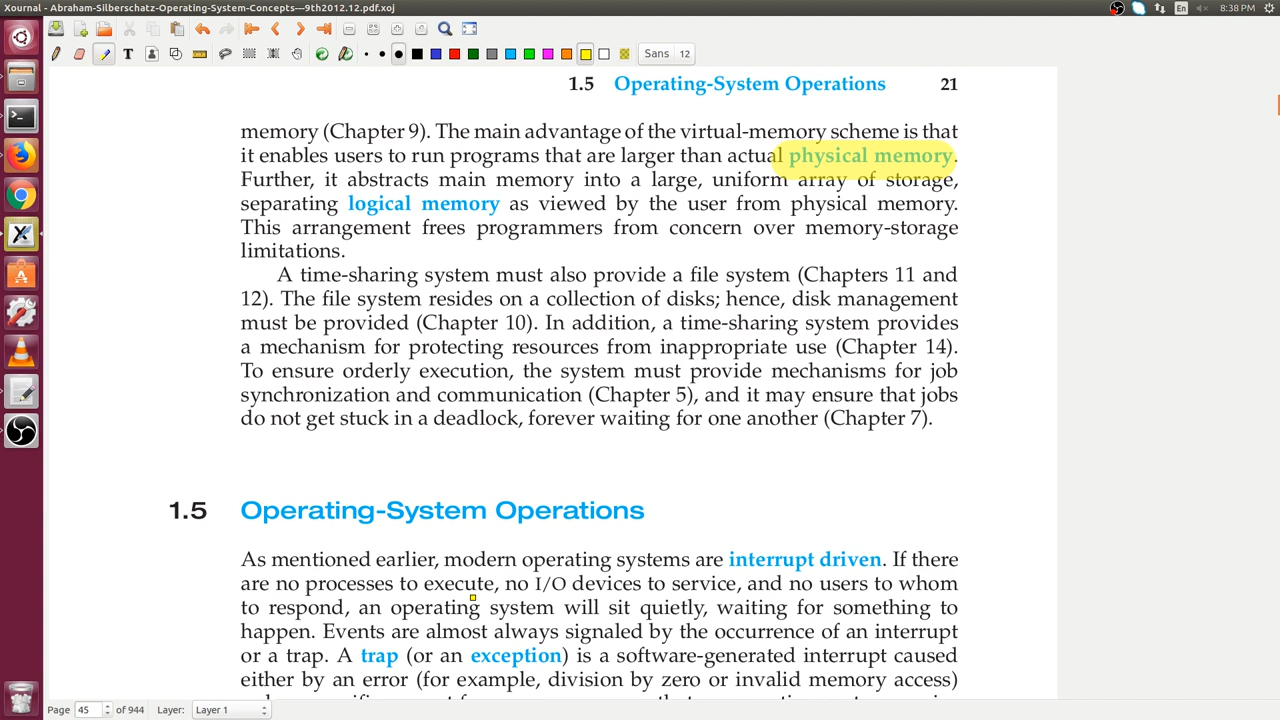 Xournal - Abraham-Silberschatz-Operating-System-Concepts---9th2012.12.pdf.xoj
En
8:38 PM
T
Sans 12
1.5 Operating-System Operations 21
memory (Chapter 9). The main advantage of the virtual-memory scheme is that
it enables users to run programs that are larger than actual physical memory.
Further, it abstracts main memory into a large, uniform array of storage,
separating logical memory as viewed by the user from physical memory.
This arrangement frees programmers from concern over memory-storage
limitations.
A time-sharing system must also provide a file system (Chapters 11 and
12). The file system resides on a collection of disks; hence, disk management
must be provided (Chapter 10). In addition, a time-sharing system provides
a mechanism for protecting resources from inappropriate use (Chapter 14).
To ensure orderly execution, the system must provide mechanisms for job
synchronization and communication (Chapter 5), and it may ensure that jobs
do not get stuck in a deadlock, forever waiting for one another (Chapter 7).
1.5 Operating-System Operations
As mentioned earlier, modern operating systems are interrupt driven. If there
are no processes to execute, no I/O devices to service, and no users to whom
to respond, an operating system will sit quietly, waiting for something to
happen. Events are almost always signaled by the occurrence of an interrupt
or a trap. A trap (or an exception) is a software-generated interrupt caused
either by an error (for example, division by zero or invalid memory access)
Page 45 of 944 Layer: Layer 1